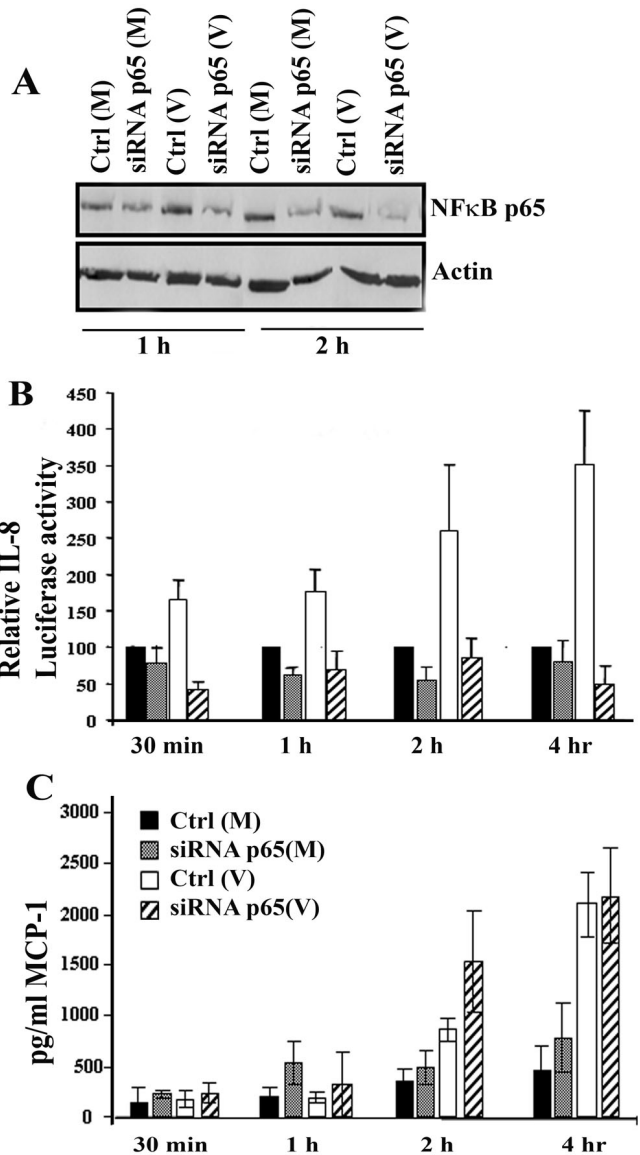 A
Ctrl (M)
siRNA p65 (M)
Ctrl (V)
siRNA p65 (V)
Ctrl (M)
siRNA p65 (M)
Ctrl (V)
siRNA p65 (V)
NFκB p65
Actin
1 h
2 h
B
Relative IL-8
Luciferase activity
450
400
350
300
250
200
150
100
50
0
30 min
1 h
2 h
4 hr
C
pg/ml MCP-1
3000
2500
2000
1500
1000
500
0
Ctrl (M)
siRNA p65(M)
Ctrl (V)
siRNA p65(V)
30 min
1 h
2 h
4 hr